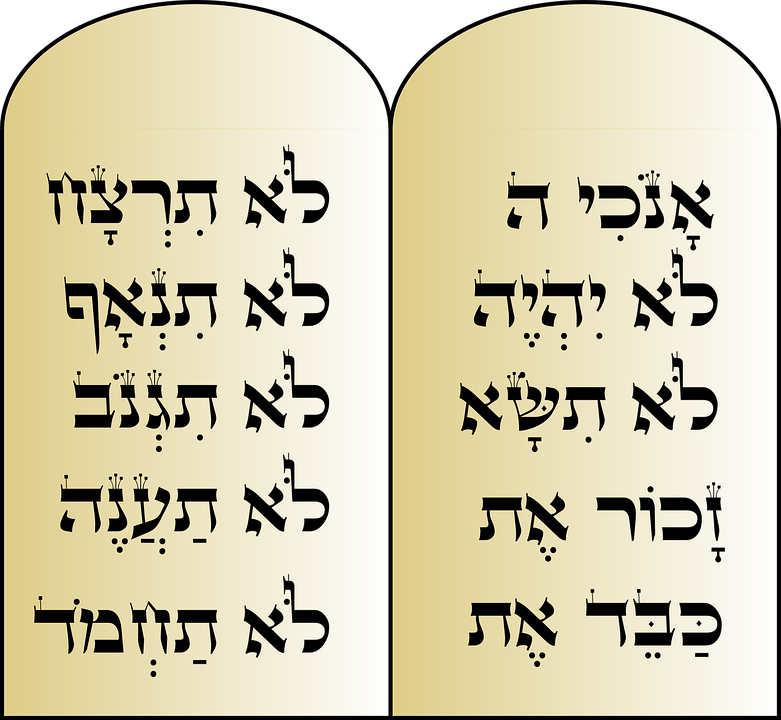 אָנֹכִי ה
לֹא יִהְיֶה
לֹא תִשָּׂא
זָכוֹר אֶת
כַּבֵּד אֶת
לֹא תִרְצָח
לֹא תִנְאָף
לֹא תִגְנֹב
לֹא תַעֲנֶה
לֹא תַחְמֹד